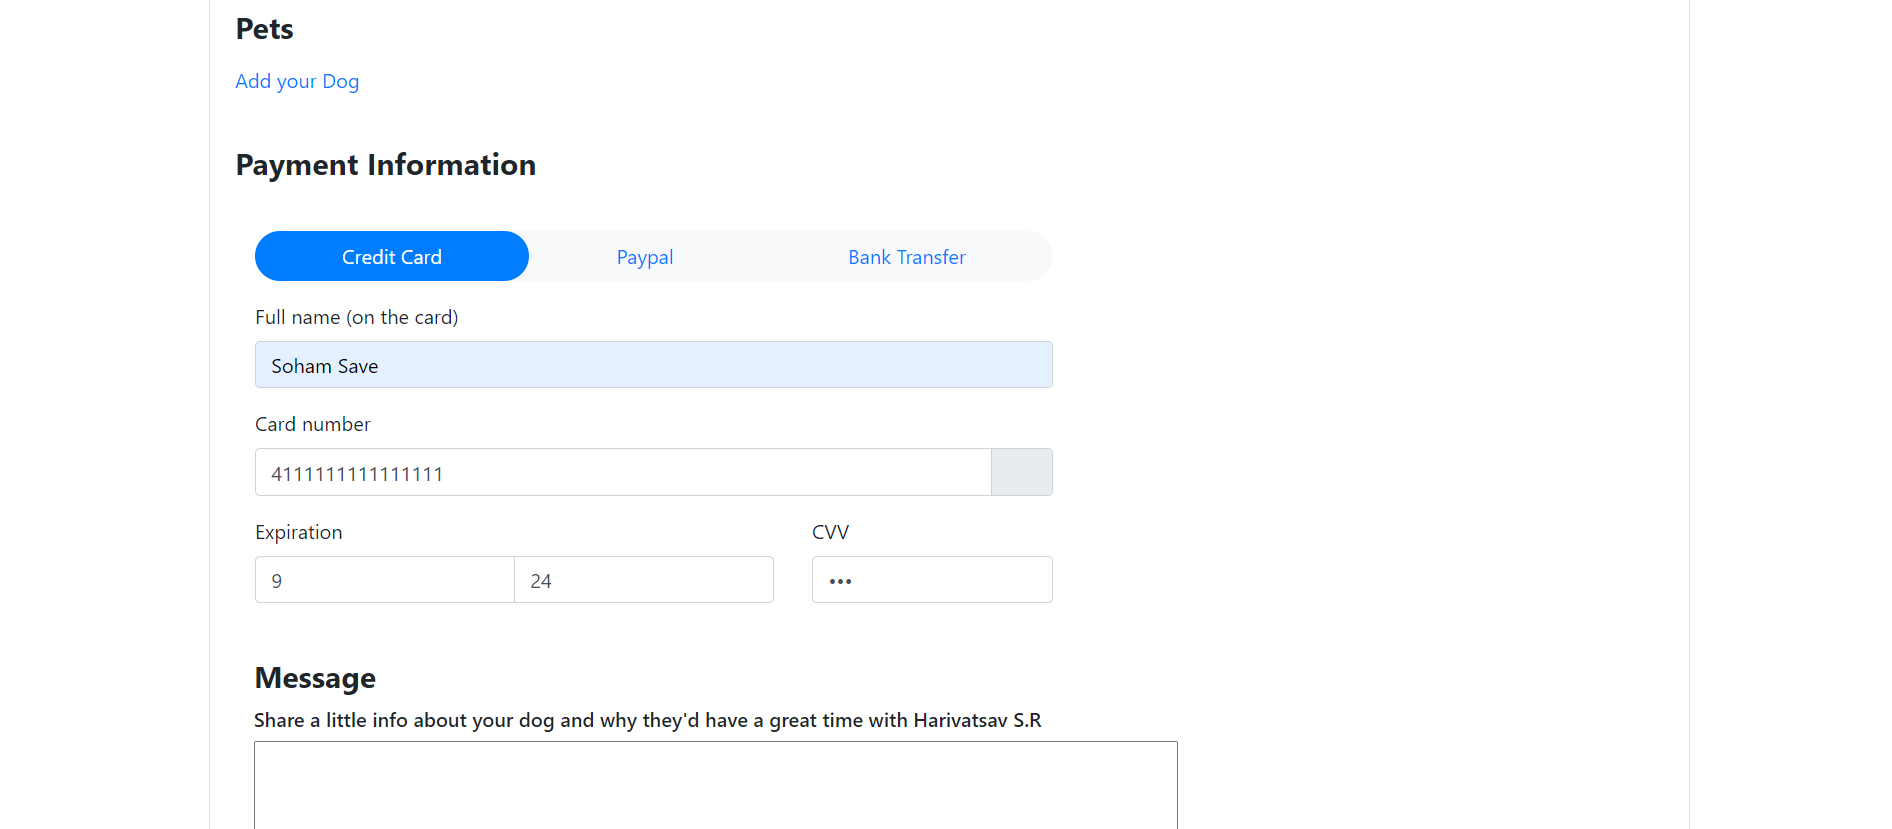 Pets
Add your Dog
Payment Information
Credit Card Paypal Bank Transfer
Full name (on the card)
Soham Save
Card number
4111111111111111
Expiration CVV
9 24 •••
Message
Share a little info about your dog and why they'd have a great time with Harivatsav S.R